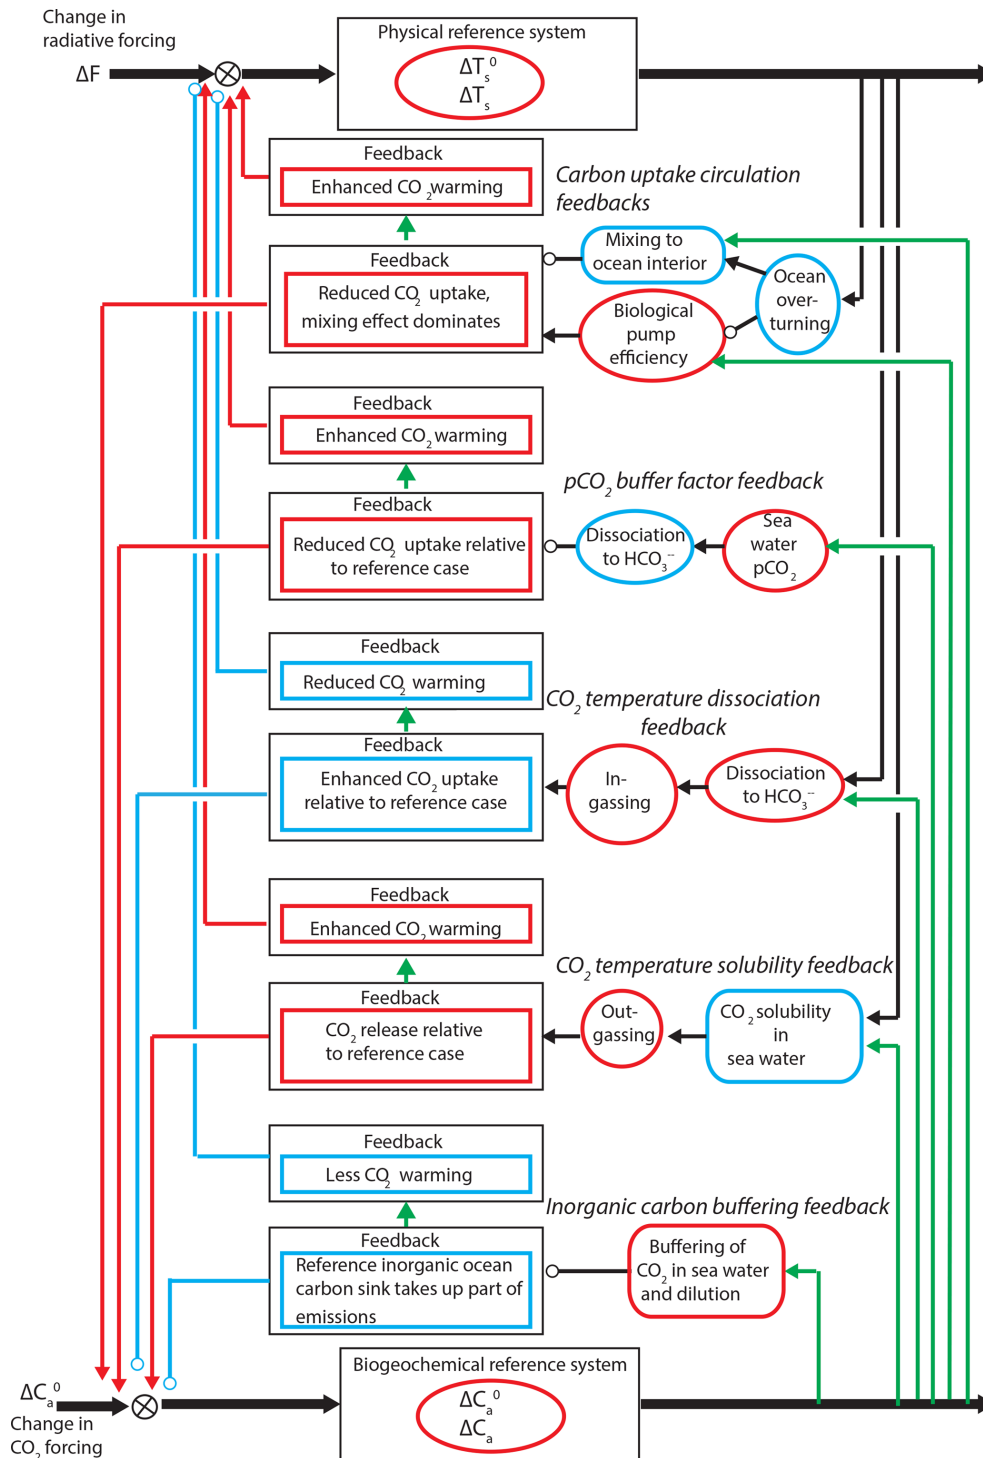 Change in
radiative forcing
ΔF
Physical reference system
ΔTₛ⁰
ΔTₛ
Feedback
Enhanced CO₂ warming
Carbon uptake circulation
feedbacks
Feedback
Reduced CO₂ uptake,
mixing effect dominates
Mixing to
ocean interior
Ocean
over-
turning
Biological
pump
efficiency
Feedback
Enhanced CO₂ warming
pCO₂ buffer factor feedback
Feedback
Reduced CO₂ uptake relative
to reference case
Dissociation
to HCO₃⁻⁻
Sea
water
pCO₂
Feedback
Reduced CO₂ warming
CO₂ temperature dissociation
feedback
Feedback
Enhanced CO₂ uptake
relative to reference case
In-
gassing
Dissociation
to HCO₃⁻⁻
Feedback
Enhanced CO₂ warming
CO₂ temperature solubility feedback
Feedback
CO₂ release relative
to reference case
Out-
gassing
CO₂ solubility
in
sea water
Feedback
Less CO₂ warming
Inorganic carbon buffering feedback
Feedback
Reference inorganic ocean
carbon sink takes up part of
emissions
Buffering of
CO₂ in sea water
and dilution
Biogeochemical reference system
ΔCₐ⁰
ΔCₐ
ΔCₐ⁰
Change in
CO₂ forcing